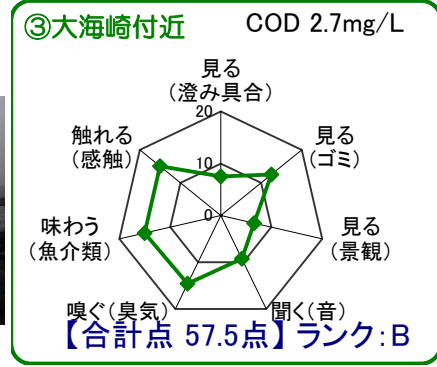 ③大海崎付近 COD 2.7mg/L
見る
(澄み具合)
20
触れる
(感触)
見る
(ゴミ)
10
味わう
(魚介類)
0
見る
(景観)
嗅ぐ(臭気)
聞く(音)
【合計点 57.5点】ランク:B